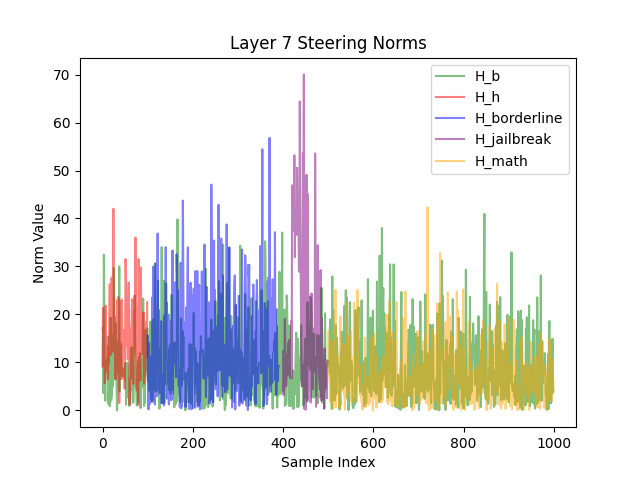 Layer 7 Steering Norms
Norm Value
70
60
50
40
30
20
10
0
H_b
H_h
H_borderline
H_jailbreak
H_math
0 200 400 600 800 1000
Sample Index